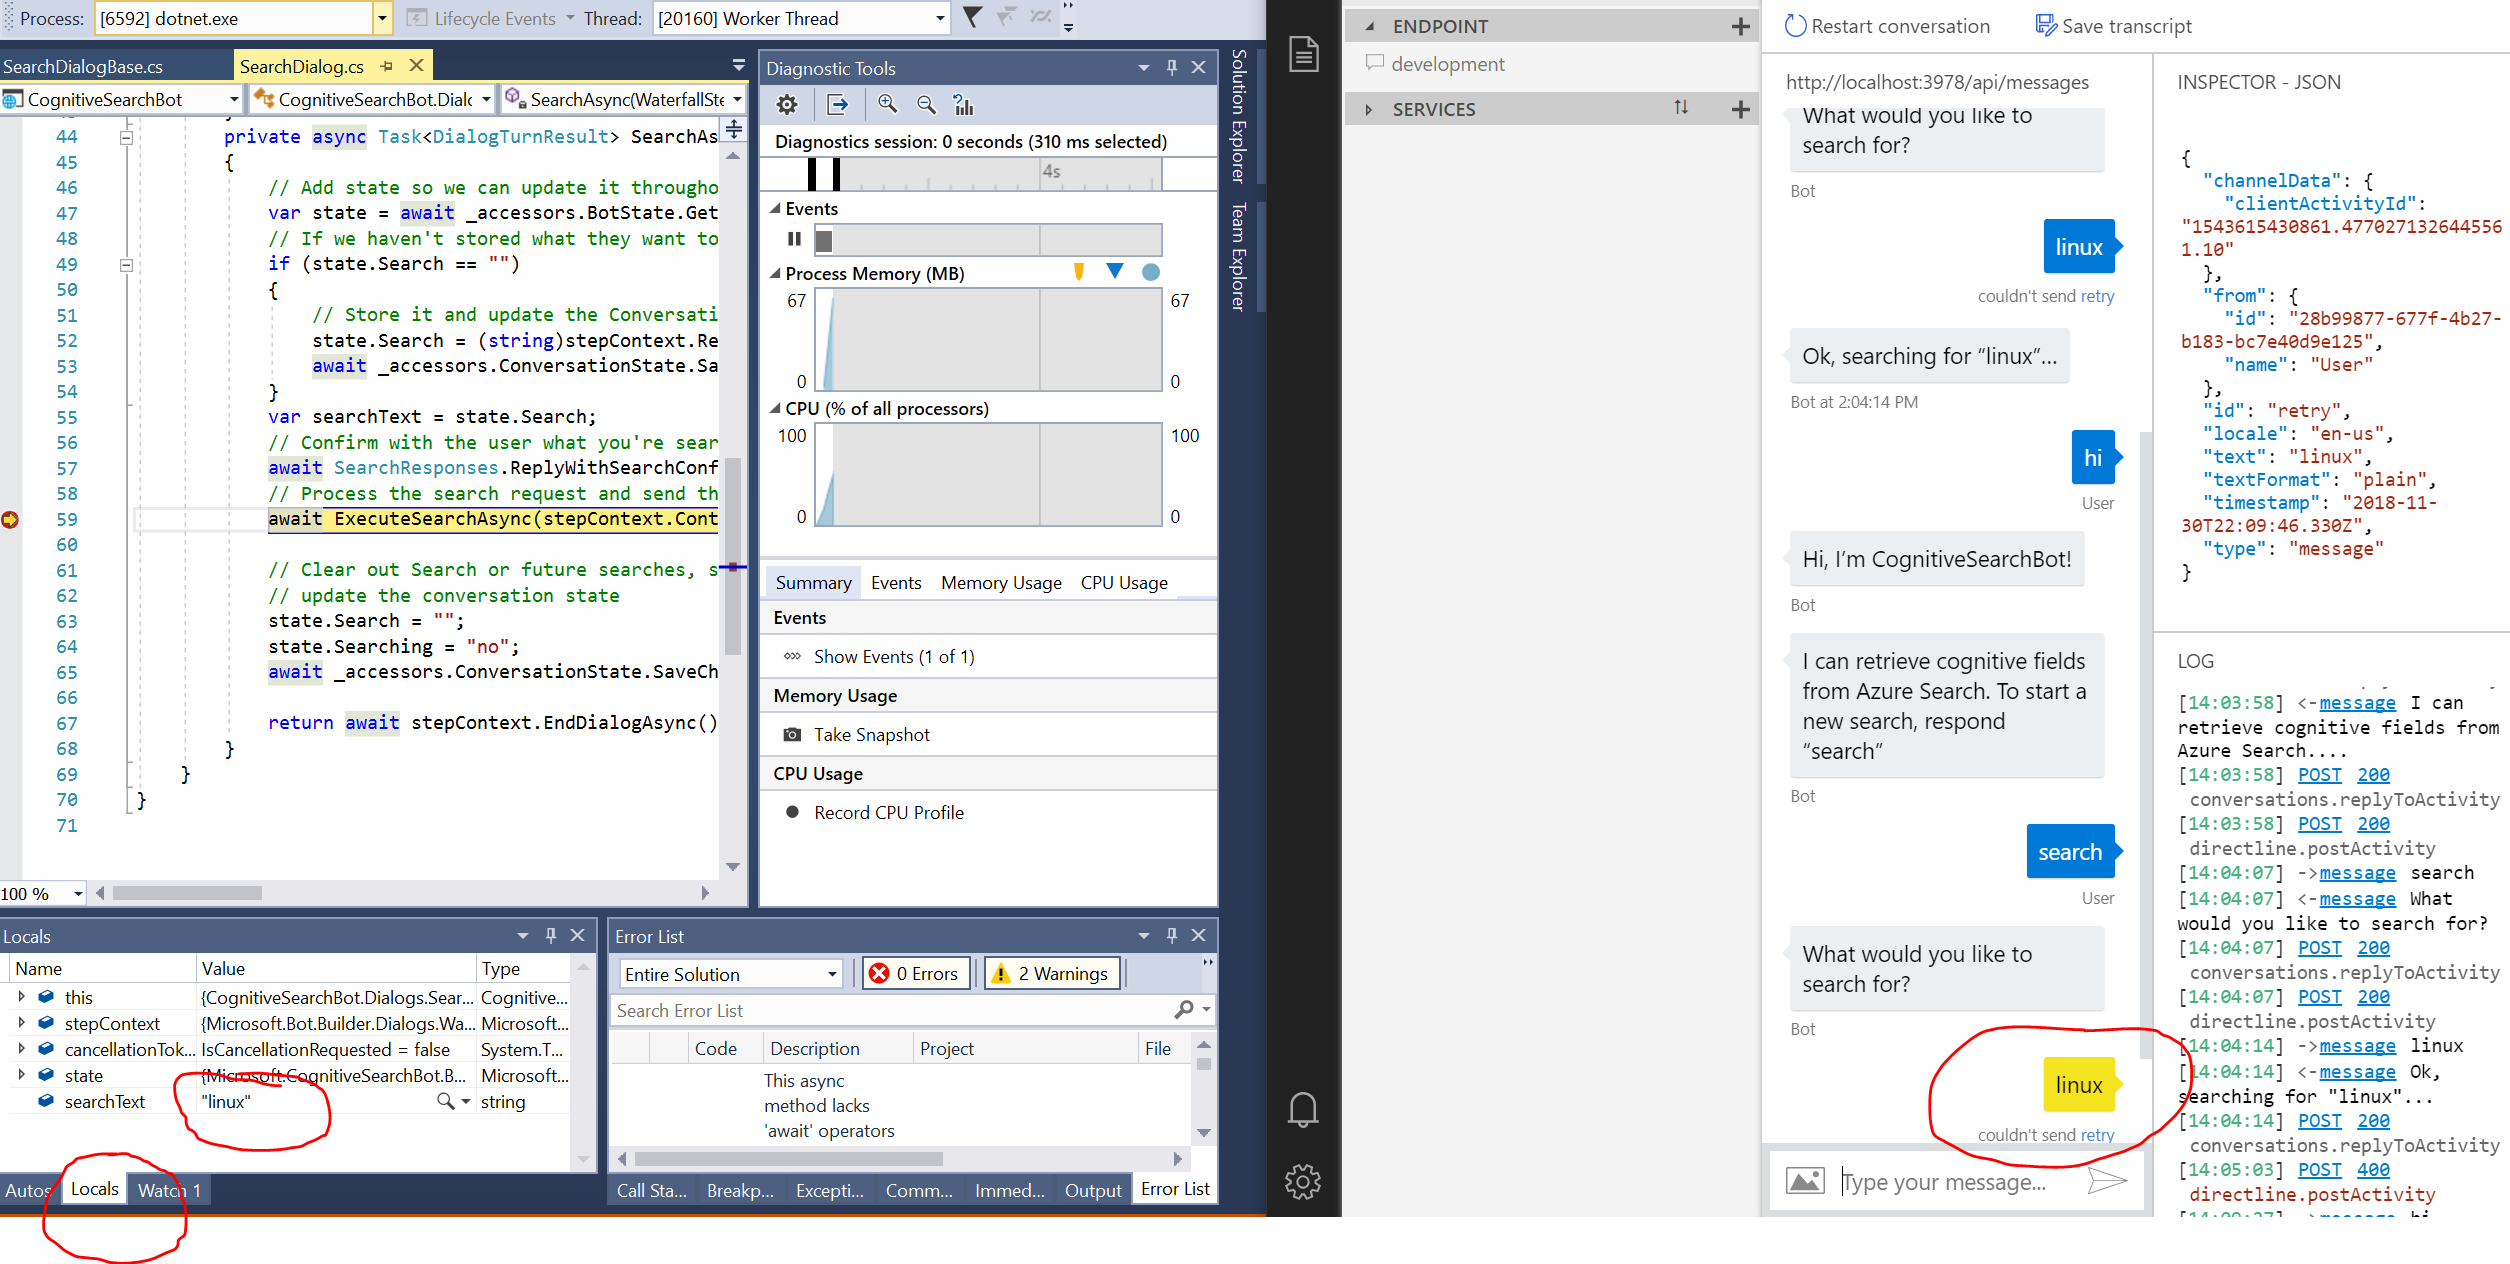 Process: [6592] dotnet.exe Lifecycle Events Thread: [20160] Worker Thread
SearchDialogBase.cs SearchDialog.cs
CognitiveSearchBot CognitiveSearchBot.Dialc SearchAsync(WaterfallSte
44 private async Task<DialogTurnResult> SearchAs
45 {
46 // Add state so we can update it througho
47 var state = await _accessors.BotState.Get
48 // If we haven't stored what they want to
49 if (state.Search == "")
50 {
51 // Store it and update the Conversati
52 state.Search = (string)stepContext.Re
53 await _accessors.ConversationState.Sa
54 }
55 var searchText = state.Search;
56 // Confirm with the user what you're sear
57 await SearchResponses.ReplyWithSearchConf
58 // Process the search request and send th
59 await ExecuteSearchAsync(stepContext.Cont
60
61 // Clear out Search or future searches, s
62 // update the conversation state
63 state.Search = "";
64 state.Searching = "no";
65 await _accessors.ConversationState.SaveCh
66
67 return await stepContext.EndDialogAsync()
68 }
69 }
70 }
71
100 %
Diagnostic Tools
Diagnostics session: 0 seconds (310 ms selected)
4s
Events
Process Memory (MB)
67 67
0 0
CPU (% of all processors)
100 100
0 0
Summary Events Memory Usage CPU Usage
Events
Show Events (1 of 1)
Memory Usage
Take Snapshot
CPU Usage
Record CPU Profile
Solution Explorer
Team Explorer
Locals
Name Value Type
this {CognitiveSearchBot.Dialogs.Sear... Cognitive...
stepContext {Microsoft.Bot.Builder.Dialogs.Wa... Microsoft...
cancellationTok... IsCancellationRequested = false System.T...
state {Microsoft.CognitiveSearchBot.B... Microsoft...
searchText "linux" string
Autos Locals Watch 1
Error List
Entire Solution 0 Errors 2 Warnings
Search Error List
Code Description Project File
This async
method lacks
'await' operators
Call Sta... Breakp... Excepti... Comm... Immed... Output Error List
ENDPOINT
development
SERVICES
Restart conversation Save transcript
http://localhost:3978/api/messages
What would you like to
search for?
Bot
linux
couldn't send retry
Ok, searching for “linux”...
Bot at 2:04:14 PM
hi
User
Hi, I’m CognitiveSearchBot!
Bot
I can retrieve cognitive fields
from Azure Search. To start a
new search, respond
“search”
Bot
search
User
What would you like to
search for?
Bot
linux
couldn't send retry
Type your message...
INSPECTOR - JSON
{
"channelData": {
"clientActivityId":
"1543615430861.477027132644556
1.10"
},
"from": {
"id": "28b99877-677f-4b27-
b183-bc7e40d9e125",
"name": "User"
},
"id": "retry",
"locale": "en-us",
"text": "linux",
"textFormat": "plain",
"timestamp": "2018-11-
30T22:09:46.330Z",
"type": "message"
}
LOG
[14:03:58] <-message I can
retrieve cognitive fields from
Azure Search....
[14:03:58] POST 200
conversations.replyToActivity
[14:03:58] POST 200
directline.postActivity
[14:04:07] ->message search
[14:04:07] <-message What
would you like to search for?
[14:04:07] POST 200
conversations.replyToActivity
[14:04:07] POST 200
directline.postActivity
[14:04:14] ->message linux
[14:04:14] <-message Ok,
searching for "linux"...
[14:04:14] POST 200
conversations.replyToActivity
[14:05:03] POST 400
directline.postActivity